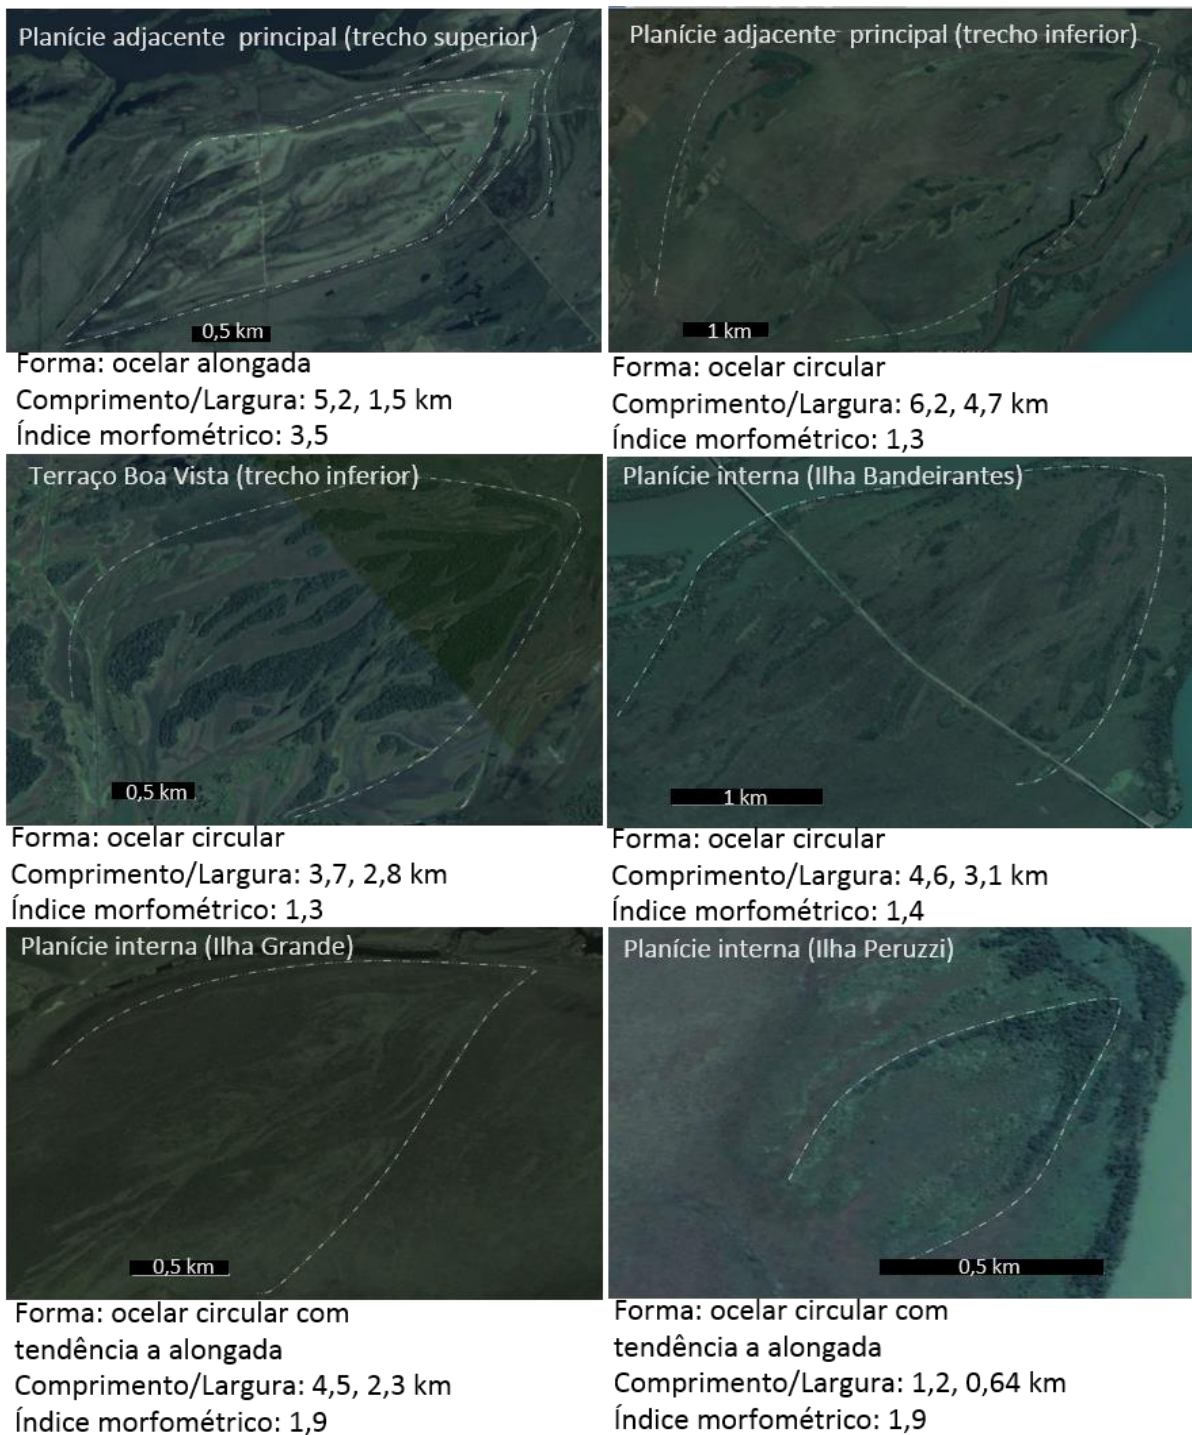 Planície adjacente principal (trecho superior)
0,5 km
Forma: ocelar alongada
Comprimento/Largura: 5,2, 1,5 km
Índice morfométrico: 3,5
Planície adjacente principal (trecho inferior)
1 km
Forma: ocelar circular
Comprimento/Largura: 6,2, 4,7 km
Índice morfométrico: 1,3
Terraço Boa Vista (trecho inferior)
0,5 km
Forma: ocelar circular
Comprimento/Largura: 3,7, 2,8 km
Índice morfométrico: 1,3
Planície interna (Ilha Bandeirantes)
1 km
Forma: ocelar circular
Comprimento/Largura: 4,6, 3,1 km
Índice morfométrico: 1,4
Planície interna (Ilha Grande)
0,5 km
Forma: ocelar circular com
tendência a alongada
Comprimento/Largura: 4,5, 2,3 km
Índice morfométrico: 1,9
Planície interna (Ilha Peruzzi)
0,5 km
Forma: ocelar circular com
tendência a alongada
Comprimento/Largura: 1,2, 0,64 km
Índice morfométrico: 1,9